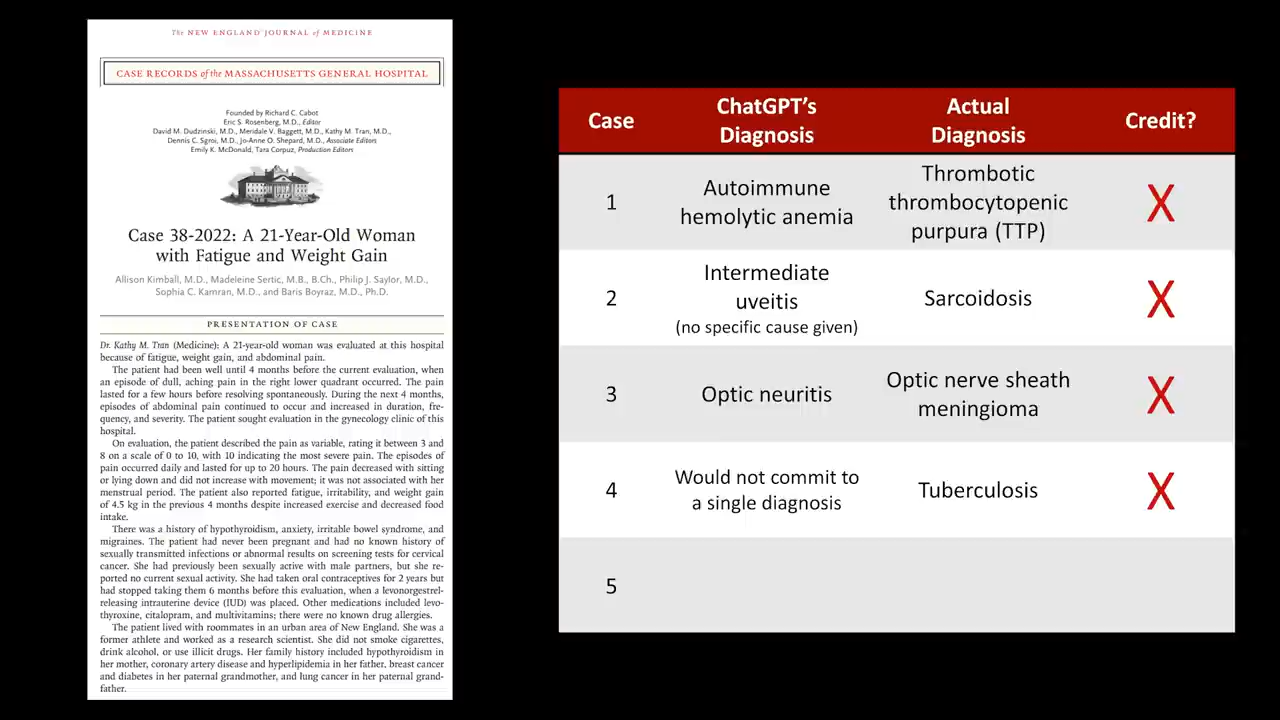 The NEW ENGLAND JOURNAL of MEDICINE
CASE RECORDS of the MASSACHUSETTS GENERAL HOSPITAL
Founded by Richard C. Cabot
Eric S. Rosenberg, M.D., Editor
David M. Dudzinski, M.D., Meridale V. Baggett, M.D., Kathy M. Tran, M.D.,
Dennis C. Sgroi, M.D., Jo-Anne O. Shepard, M.D., Associate Editors
Emily K. McDonald, Tara Corpuz, Production Editors
Case 38-2022: A 21-Year-Old Woman
with Fatigue and Weight Gain
Allison Kimball, M.D., Madeleine Sertic, M.B., B.Ch., Philip J. Saylor, M.D.,
Sophia C. Kamran, M.D., and Baris Boyraz, M.D., Ph.D.
PRESENTATION OF CASE
Dr. Kathy M. Tran (Medicine): A 21-year-old woman was evaluated at this hospital
because of fatigue, weight gain, and abdominal pain.
The patient had been well until 4 months before the current evaluation, when
an episode of dull, aching pain in the right lower quadrant occurred. The pain
lasted for a few hours before resolving spontaneously. During the next 4 months,
episodes of abdominal pain continued to occur and increased in duration, fre-
quency, and severity. The patient sought evaluation in the gynecology clinic of this
hospital.
On evaluation, the patient described the pain as variable, rating it between 3 and
8 on a scale of 0 to 10, with 10 indicating the most severe pain. The episodes of
pain occurred daily and lasted for up to 20 hours. The pain decreased with sitting
or lying down and did not increase with movement; it was not associated with her
menstrual period. The patient also reported fatigue, irritability, and weight gain
of 4.5 kg in the previous 4 months despite increased exercise and decreased food
intake.
There was a history of hypothyroidism, anxiety, irritable bowel syndrome, and
migraines. The patient had never been pregnant and had no known history of
sexually transmitted infections or abnormal results on screening tests for cervical
cancer. She had previously been sexually active with male partners, but she re-
ported no current sexual activity. She had taken oral contraceptives for 2 years but
had stopped taking them 6 months before this evaluation, when a levonorgestrel-
releasing intrauterine device (IUD) was placed. Other medications included levo-
thyroxine, citalopram, and multivitamins; there were no known drug allergies.
The patient lived with roommates in an urban area of New England. She was a
former athlete and worked as a research scientist. She did not smoke cigarettes,
drink alcohol, or use illicit drugs. Her family history included hypothyroidism in
her mother, coronary artery disease and hyperlipidemia in her father, breast cancer
and diabetes in her paternal grandmother, and lung cancer in her paternal grand-
father.
Case
ChatGPT's
Diagnosis
Actual
Diagnosis
Credit?
1
Autoimmune
hemolytic anemia
Thrombotic
thrombocytopenic
purpura (TTP)
X
2
Intermediate
uveitis
(no specific cause given)
Sarcoidosis
X
3
Optic neuritis
Optic nerve sheath
meningioma
X
4
Would not commit to
a single diagnosis
Tuberculosis
X
5